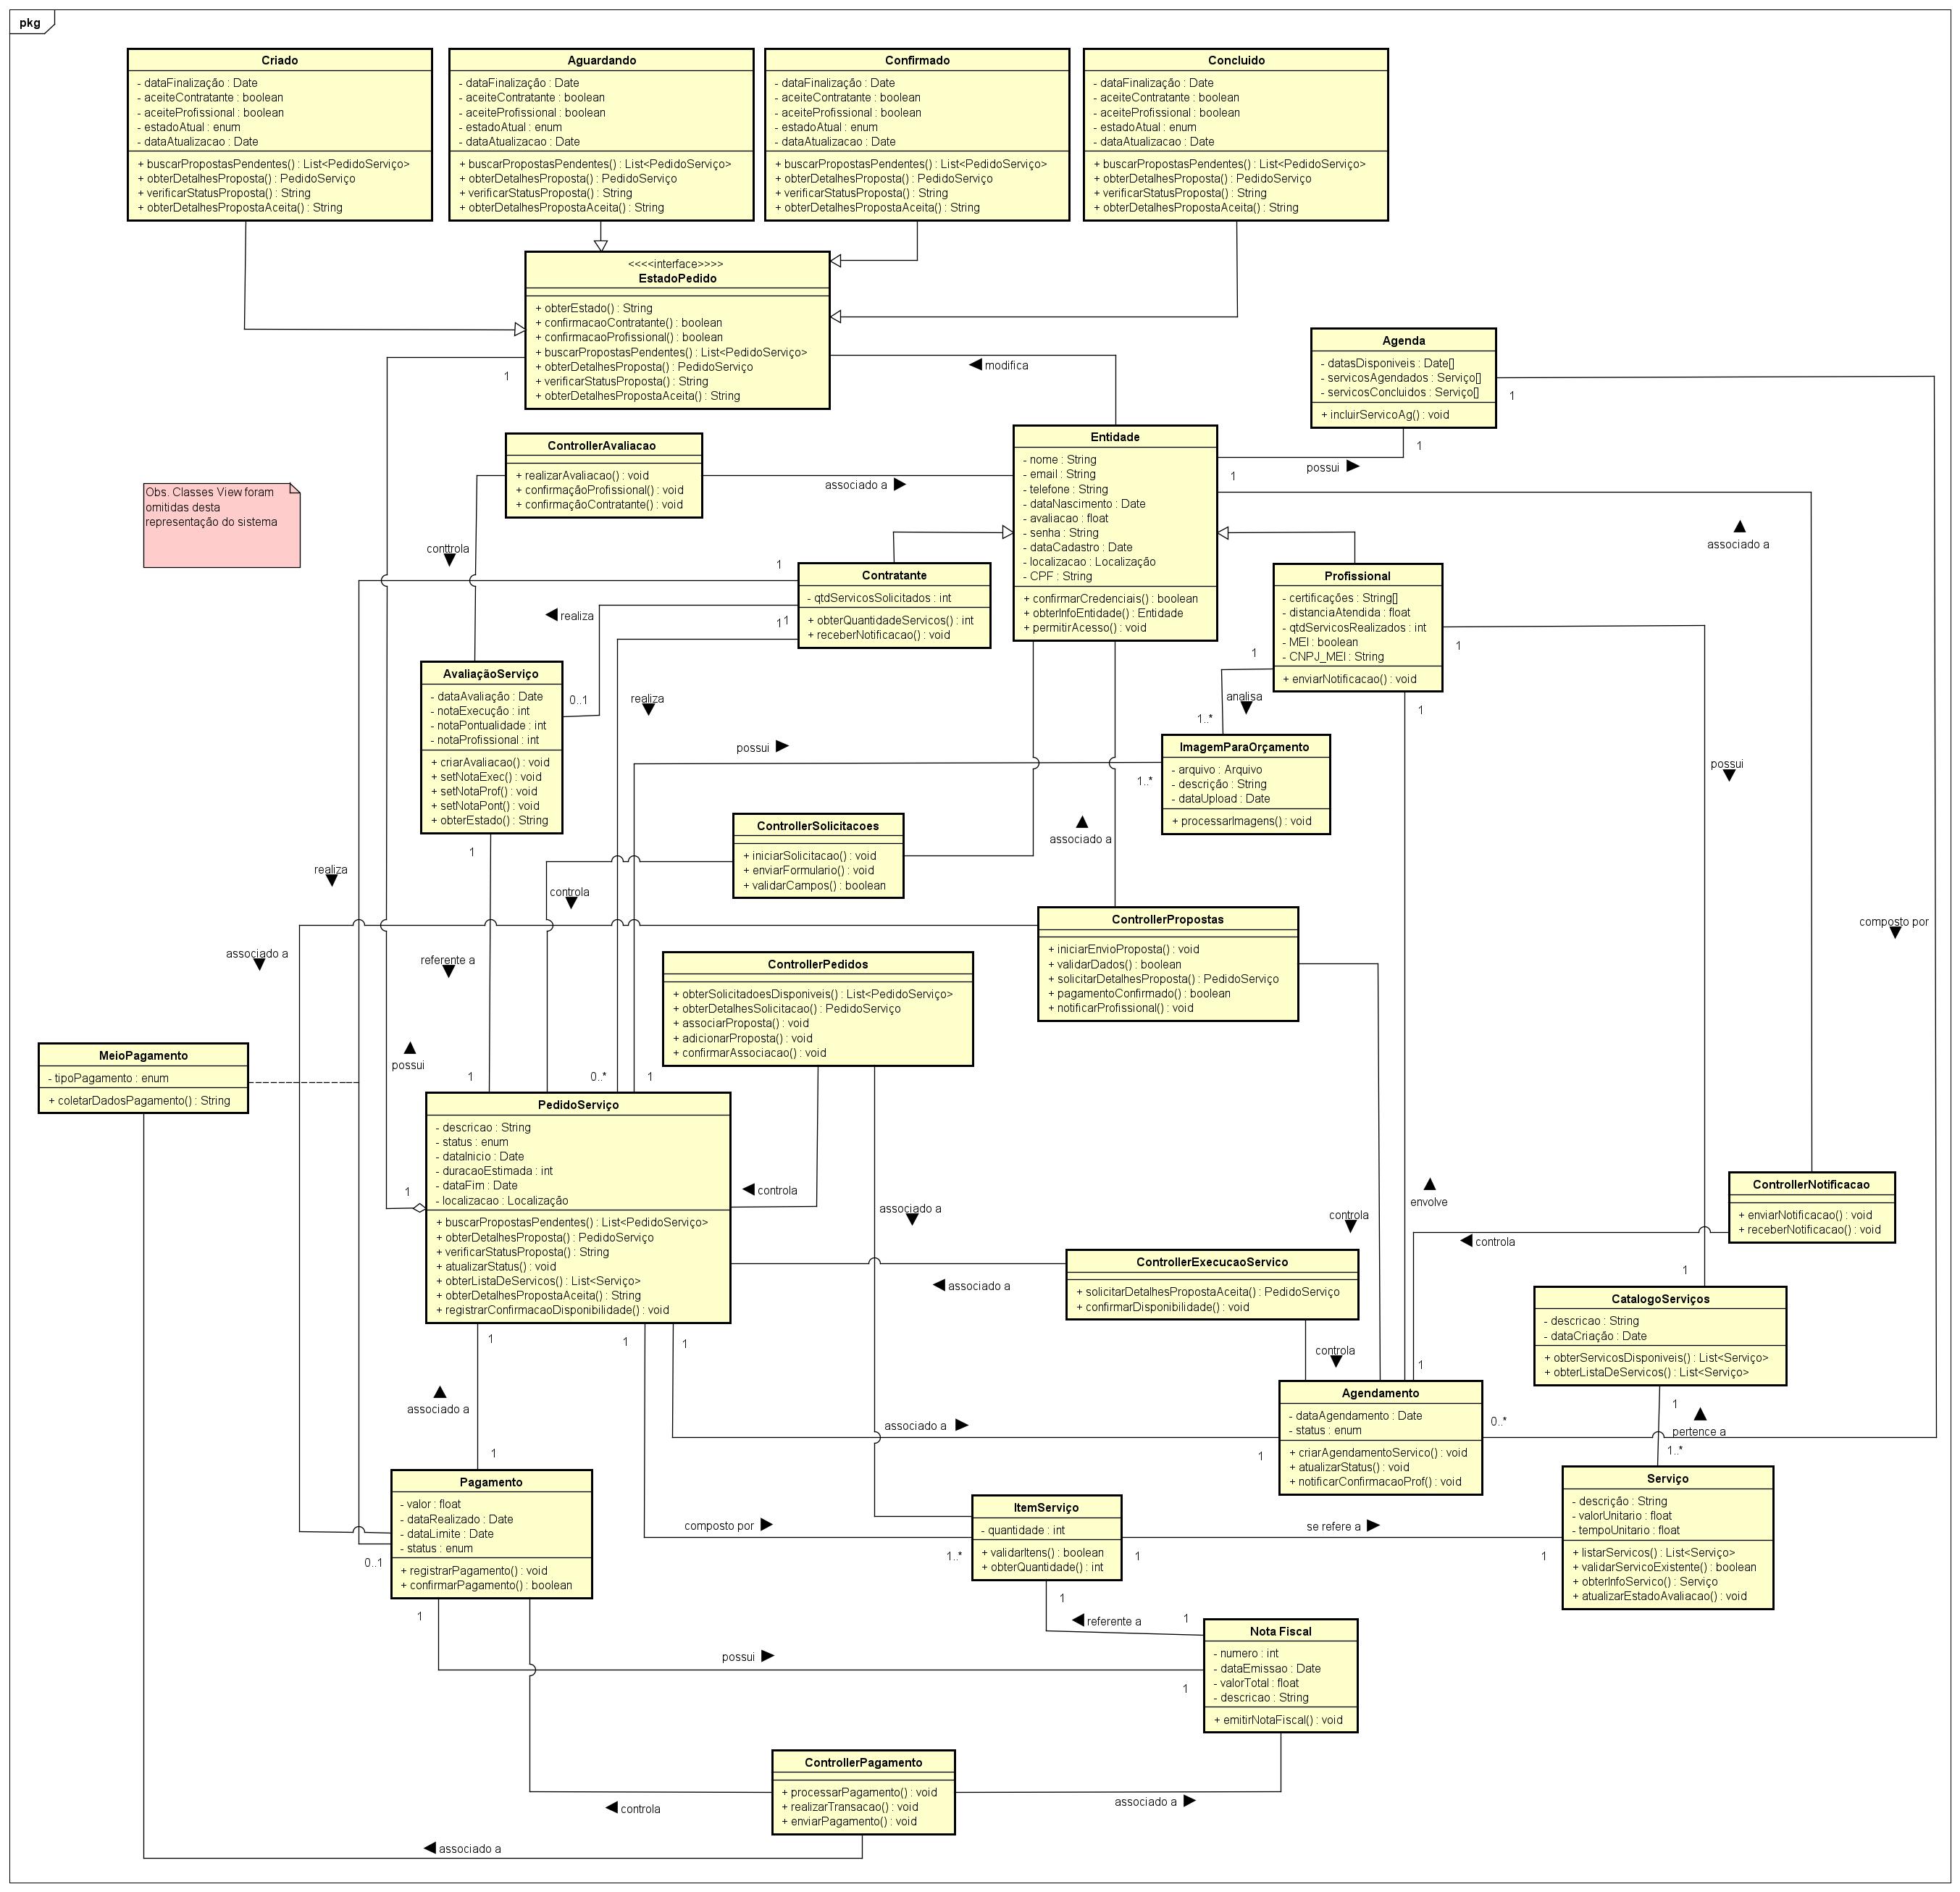 pkg
Criado
- dataFinalização : Date
- aceiteContratante : boolean
- aceiteProfissional : boolean
- estadoAtual : enum
- dataAtualizacao : Date
+ buscarPropostasPendentes() : List<PedidoServiço>
+ obterDetalhesProposta() : PedidoServiço
+ verificarStatusProposta() : String
+ obterDetalhesPropostaAceita() : String
Aguardando
- dataFinalização : Date
- aceiteContratante : boolean
- aceiteProfissional : boolean
- estadoAtual : enum
- dataAtualizacao : Date
+ buscarPropostasPendentes() : List<PedidoServiço>
+ obterDetalhesProposta() : PedidoServiço
+ verificarStatusProposta() : String
+ obterDetalhesPropostaAceita() : String
Confirmado
- dataFinalização : Date
- aceiteContratante : boolean
- aceiteProfissional : boolean
- estadoAtual : enum
- dataAtualizacao : Date
+ buscarPropostasPendentes() : List<PedidoServiço>
+ obterDetalhesProposta() : PedidoServiço
+ verificarStatusProposta() : String
+ obterDetalhesPropostaAceita() : String
Concluido
- dataFinalização : Date
- aceiteContratante : boolean
- aceiteProfissional : boolean
- estadoAtual : enum
- dataAtualizacao : Date
+ buscarPropostasPendentes() : List<PedidoServiço>
+ obterDetalhesProposta() : PedidoServiço
+ verificarStatusProposta() : String
+ obterDetalhesPropostaAceita() : String
<<<<interface>>>>
EstadoPedido
+ obterEstado() : String
+ confirmacaoContratante() : boolean
+ confirmacaoProfissional() : boolean
+ buscarPropostasPendentes() : List<PedidoServiço>
+ obterDetalhesProposta() : PedidoServiço
+ verificarStatusProposta() : String
+ obterDetalhesPropostaAceita() : String
1
modifica
Agenda
- datasDisponiveis : Date[]
- servicosAgendados : Serviço[]
- servicosConcluidos : Serviço[]
+ incluirServicoAg() : void
1
1
possui
1
ControllerAvaliacao
+ realizarAvaliacao() : void
+ confirmaçãoProfissional() : void
+ confirmaçãoContratante() : void
associado a
Entidade
- nome : String
- email : String
- telefone : String
- dataNascimento : Date
- avaliacao : float
- senha : String
- dataCadastro : Date
- localizacao : Localização
- CPF : String
+ confirmarCredenciais() : boolean
+ obterInfoEntidade() : Entidade
+ permitirAcesso() : void
Obs. Classes View foram
omitidas desta
representação do sistema
conttrola
associado a
1
Contratante
- qtdServicosSolicitados : int
+ obterQuantidadeServicos() : int
+ receberNotificacao() : void
realiza
1
1
Profissional
- certificações : String[]
- distanciaAtendida : float
- qtdServicosRealizados : int
- MEI : boolean
- CNPJ_MEI : String
+ enviarNotificacao() : void
1
1
1
analisa
1..*
AvaliaçãoServiço
- dataAvaliação : Date
- notaExecução : int
- notaPontualidade : int
- notaProfissional : int
+ criarAvaliacao() : void
+ setNotaExec() : void
+ setNotaProf() : void
+ setNotaPont() : void
+ obterEstado() : String
0..1
realiza
possui
1..*
ImagemParaOrçamento
- arquivo : Arquivo
- descrição : String
- dataUpload : Date
+ processarImagens() : void
possui
ControllerSolicitacoes
+ iniciarSolicitacao() : void
+ enviarFormulario() : void
+ validarCampos() : boolean
associado a
1
realiza
controla
ControllerPropostas
+ iniciarEnvioProposta() : void
+ validarDados() : boolean
+ solicitarDetalhesProposta() : PedidoServiço
+ pagamentoConfirmado() : boolean
+ notificarProfissional() : void
composto por
associado a
referente a
ControllerPedidos
+ obterSolicitadoesDisponiveis() : List<PedidoServiço>
+ obterDetalhesSolicitacao() : PedidoServiço
+ associarProposta() : void
+ adicionarProposta() : void
+ confirmarAssociacao() : void
MeioPagamento
- tipoPagamento : enum
+ coletarDadosPagamento() : String
possui
1
0..*
1
PedidoServiço
- descricao : String
- status : enum
- dataInicio : Date
- duracaoEstimada : int
- dataFim : Date
- localizacao : Localização
+ buscarPropostasPendentes() : List<PedidoServiço>
+ obterDetalhesProposta() : PedidoServiço
+ verificarStatusProposta() : String
+ atualizarStatus() : void
+ obterListaDeServicos() : List<Serviço>
+ obterDetalhesPropostaAceita() : String
+ registrarConfirmacaoDisponibilidade() : void
1
controla
associado a
controla
envolve
ControllerNotificacao
+ enviarNotificacao() : void
+ receberNotificacao() : void
controla
ControllerExecucaoServico
+ solicitarDetalhesPropostaAceita() : PedidoServiço
+ confirmarDisponibilidade() : void
associado a
controla
1
1
CatalogoServiços
- descricao : String
- dataCriação : Date
+ obterServicosDisponiveis() : List<Serviço>
+ obterListaDeServicos() : List<Serviço>
1
1
1
associado a
1
Agendamento
- dataAgendamento : Date
- status : enum
+ criarAgendamentoServico() : void
+ atualizarStatus() : void
+ notificarConfirmacaoProf() : void
0..*
associado a
1
1
pertence a
1..*
Pagamento
- valor : float
- dataRealizado : Date
- dataLimite : Date
- status : enum
+ registrarPagamento() : void
+ confirmarPagamento() : boolean
0..1
1
composto por
1..*
ItemServiço
- quantidade : int
+ validarItens() : boolean
+ obterQuantidade() : int
1
se refere a
1
1
Serviço
- descrição : String
- valorUnitario : float
- tempoUnitario : float
+ listarServicos() : List<Serviço>
+ validarServicoExistente() : boolean
+ obterInfoServico() : Serviço
+ atualizarEstadoAvaliacao() : void
referente a
1
possui
1
Nota Fiscal
- numero : int
- dataEmissao : Date
- valorTotal : float
- descricao : String
+ emitirNotaFiscal() : void
ControllerPagamento
+ processarPagamento() : void
+ realizarTransacao() : void
+ enviarPagamento() : void
controla
associado a
associado a